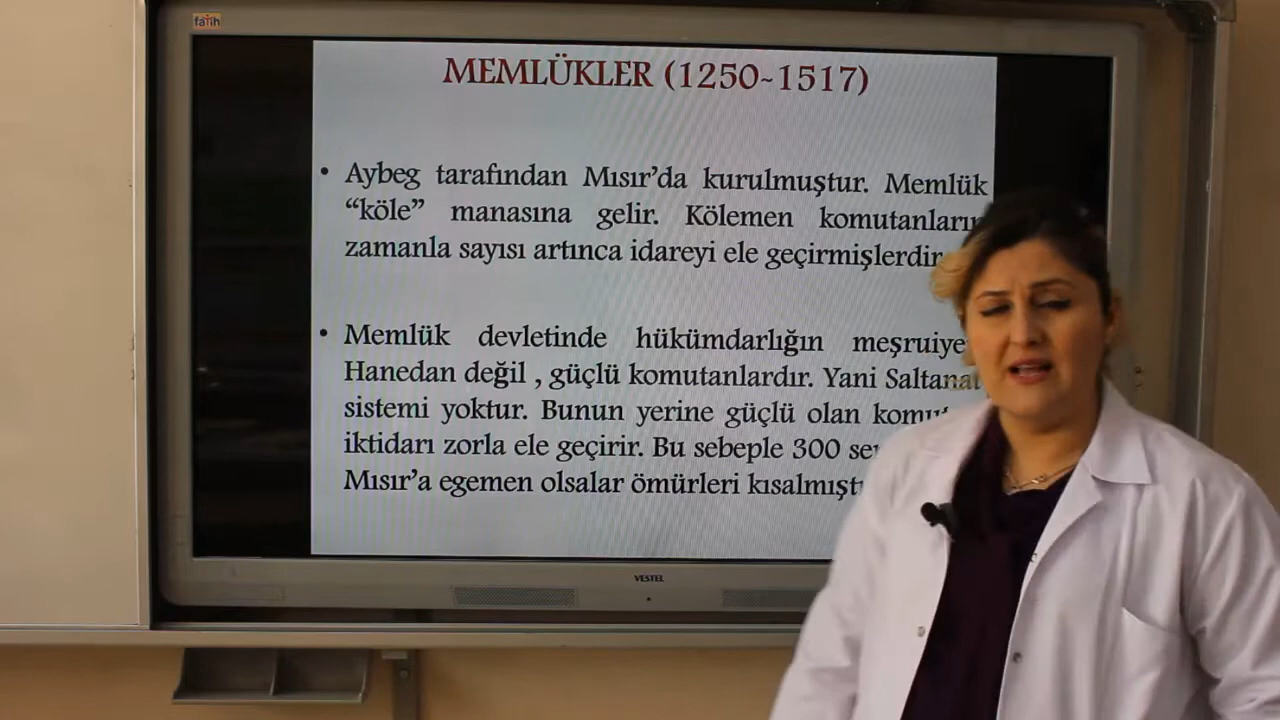 fatih
MEMLÜKLER (1250~1517)
• Aybeg tarafından Mısır'da kurulmuştur. Memlük
“köle” manasına gelir. Kölemen komutanların
zamanla sayısı artınca idareyi ele geçirmişlerdir
• Memlük devletinde hükümdarlığın
Hanedan değil , güçlü komutanlardır. Yani Saltanat
sistemi yoktur. Bunun yerine güçlü olan
iktidarı zorla ele geçirir. Bu sebeple 300
Mısır'a egemen olsalar ömürleri
VESTEL